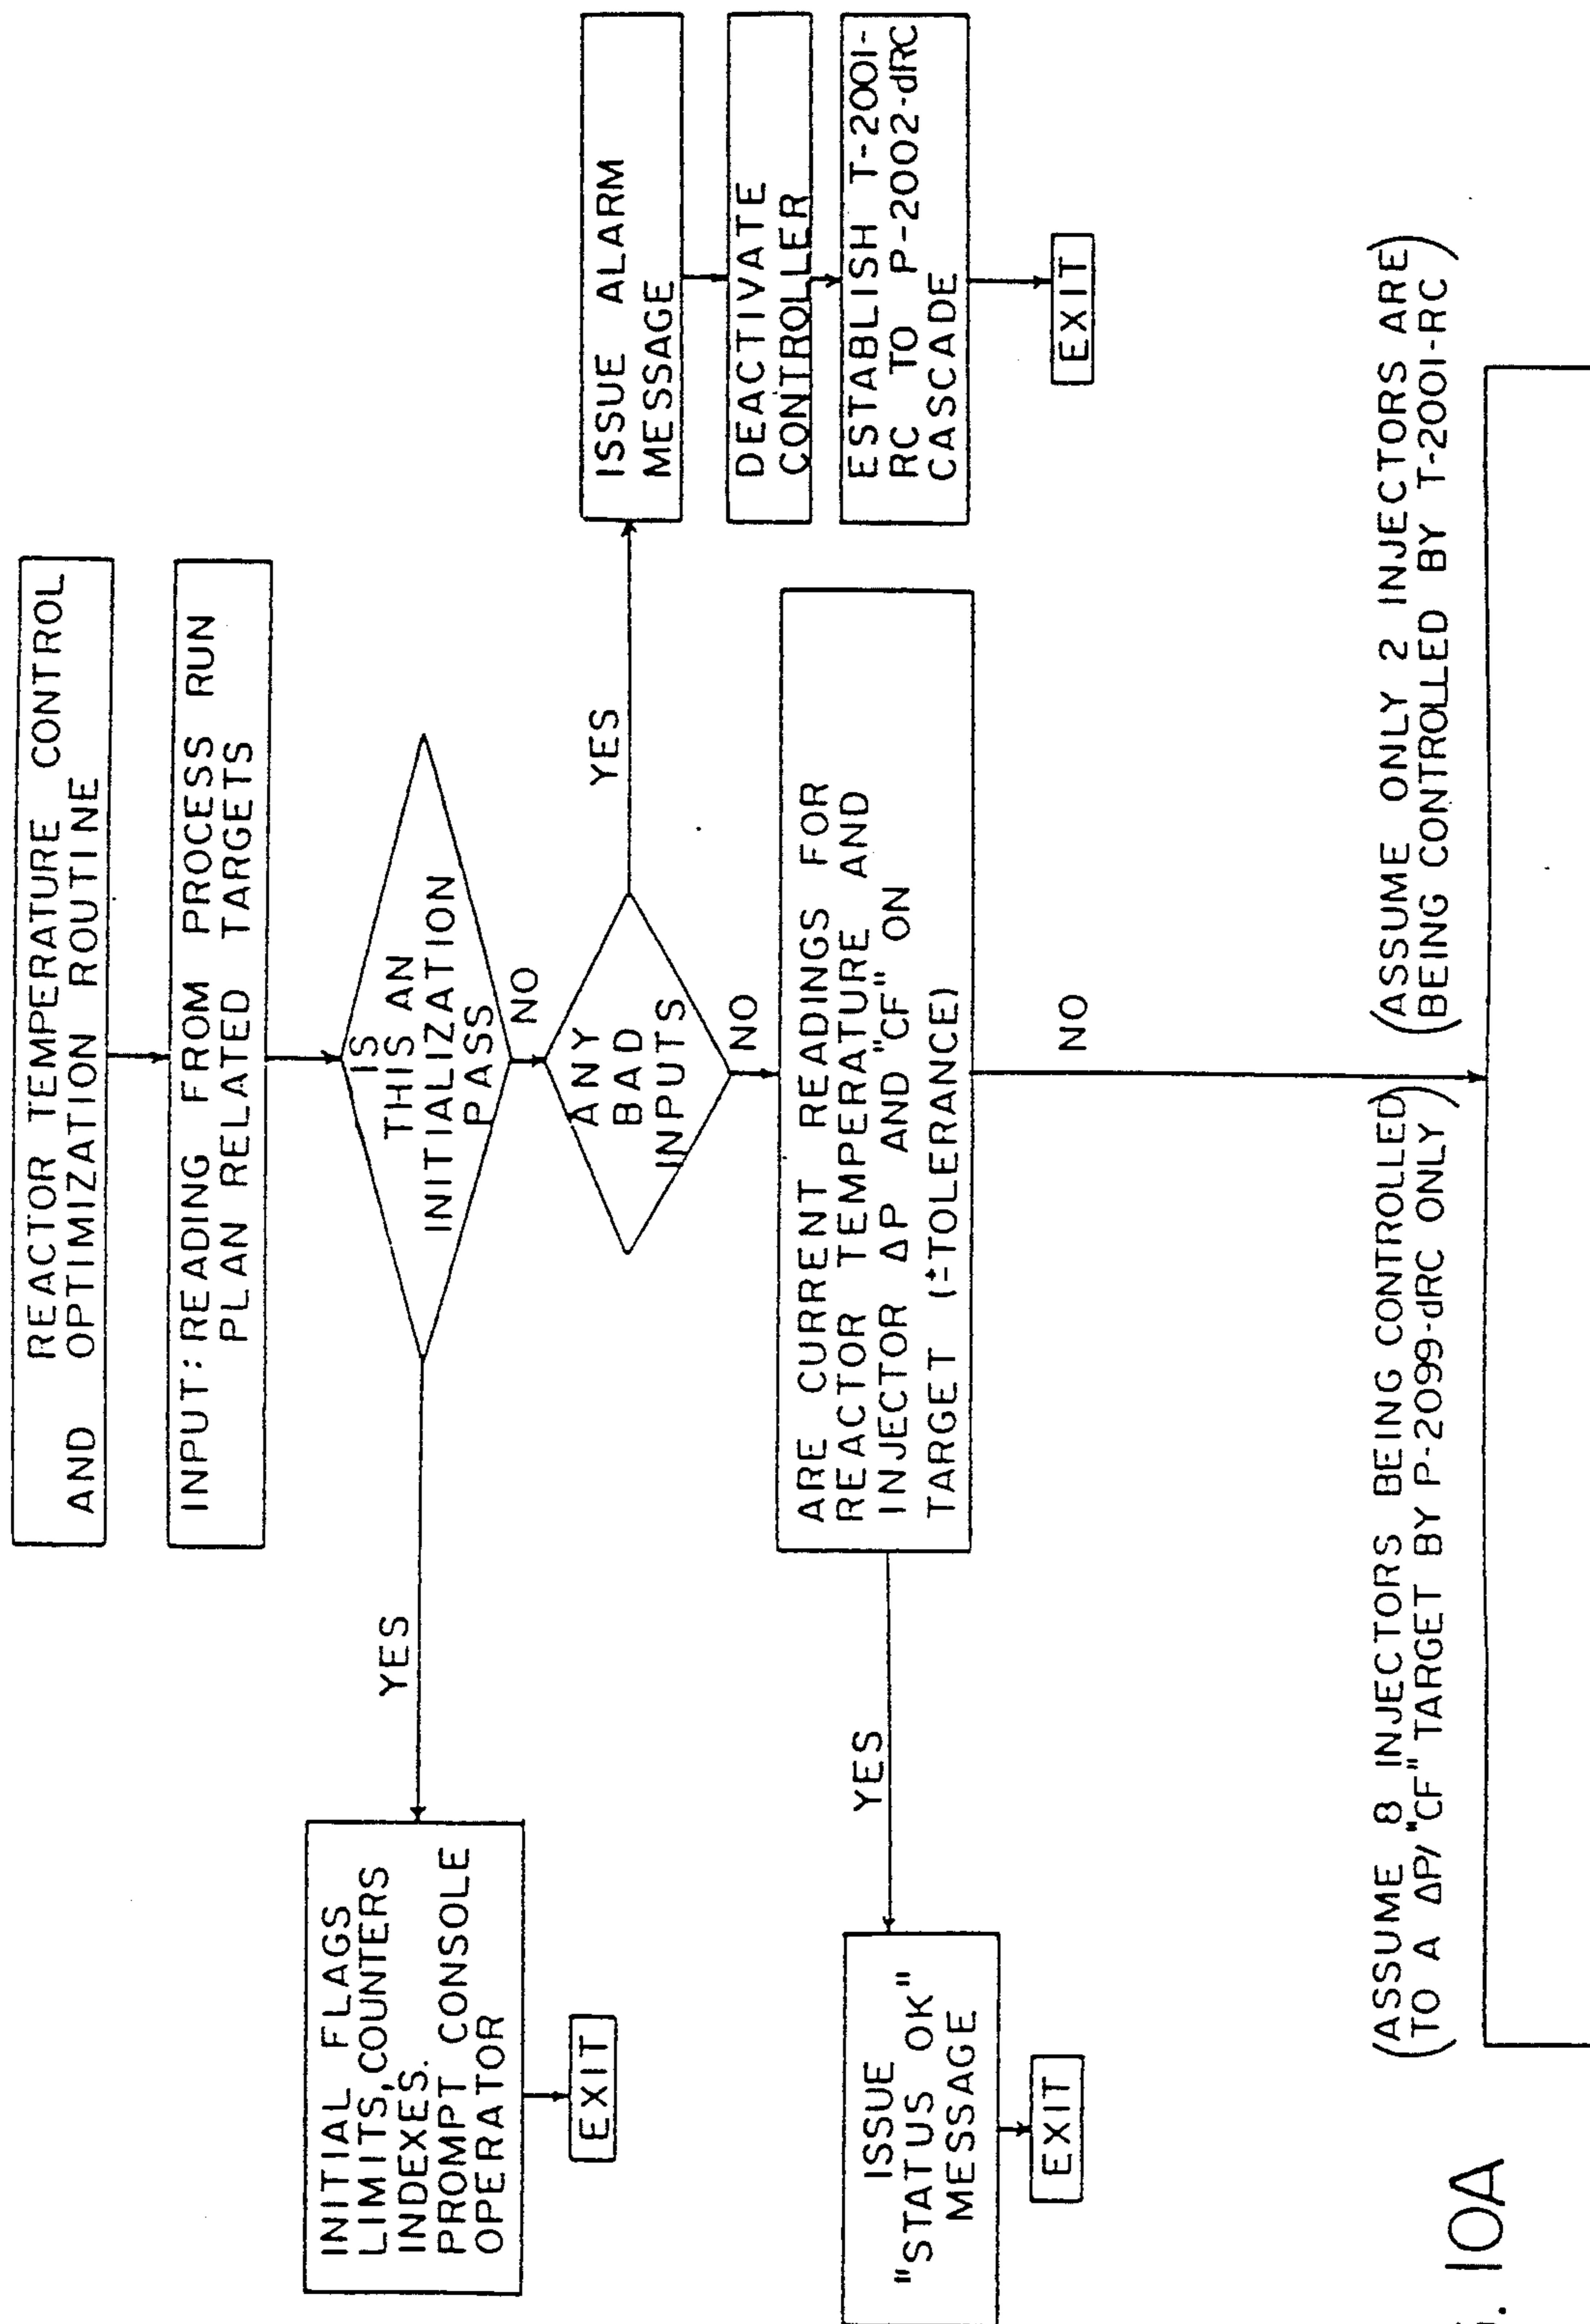 REACTOR TEMPERATURE CONTROL
AND OPTIMIZATION ROUTINE
INPUT: READING FROM PROCESS RUN
PLAN RELATED TARGETS
IS
THIS AN
INITIALIZATION
PASS
YES
NO
INITIAL FLAGS
LIMITS, COUNTERS
INDEXES.
PROMPT CONSOLE
OPERATOR
EXIT
ANY
BAD
INPUTS
YES
NO
ISSUE ALARM
MESSAGE
DEACTIVATE
CONTROLLER
ESTABLISH T-2001-
RC TO P-2002-dRC
CASCADE
EXIT
ARE CURRENT READINGS FOR
REACTOR TEMPERATURE AND
INJECTOR ΔP AND "CF" ON
TARGET (±TOLERANCE)
YES
NO
ISSUE
"STATUS OK"
MESSAGE
EXIT
(ASSUME 8 INJECTORS BEING CONTROLLED)
(TO A ΔP/"CF" TARGET BY P-2099-dRC ONLY)
(ASSUME ONLY 2 INJECTORS ARE)
(BEING CONTROLLED BY T-2001-RC)
10A